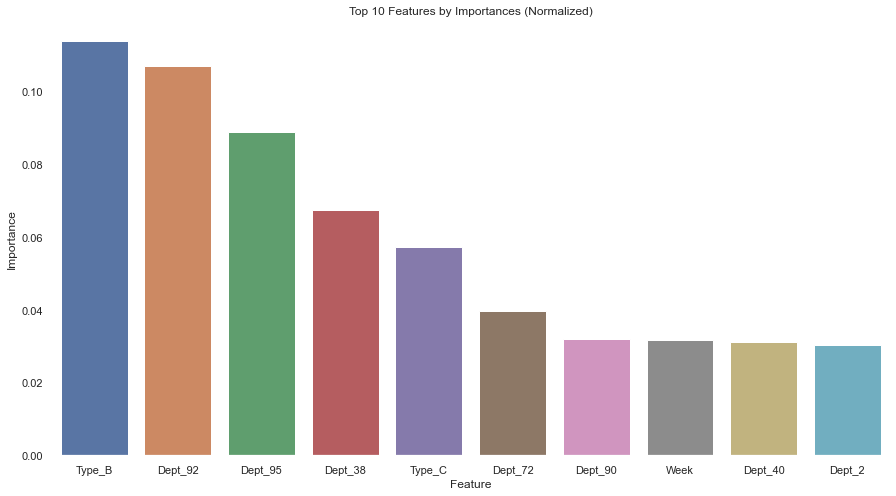 Top 10 Features by Importances (Normalized)
0.10
0.08
0.06
0.04
0.02
0.00
Importance
Type_B Dept_92 Dept_95 Dept_38 Type_C Dept_72 Dept_90 Week Dept_40 Dept_2
Feature